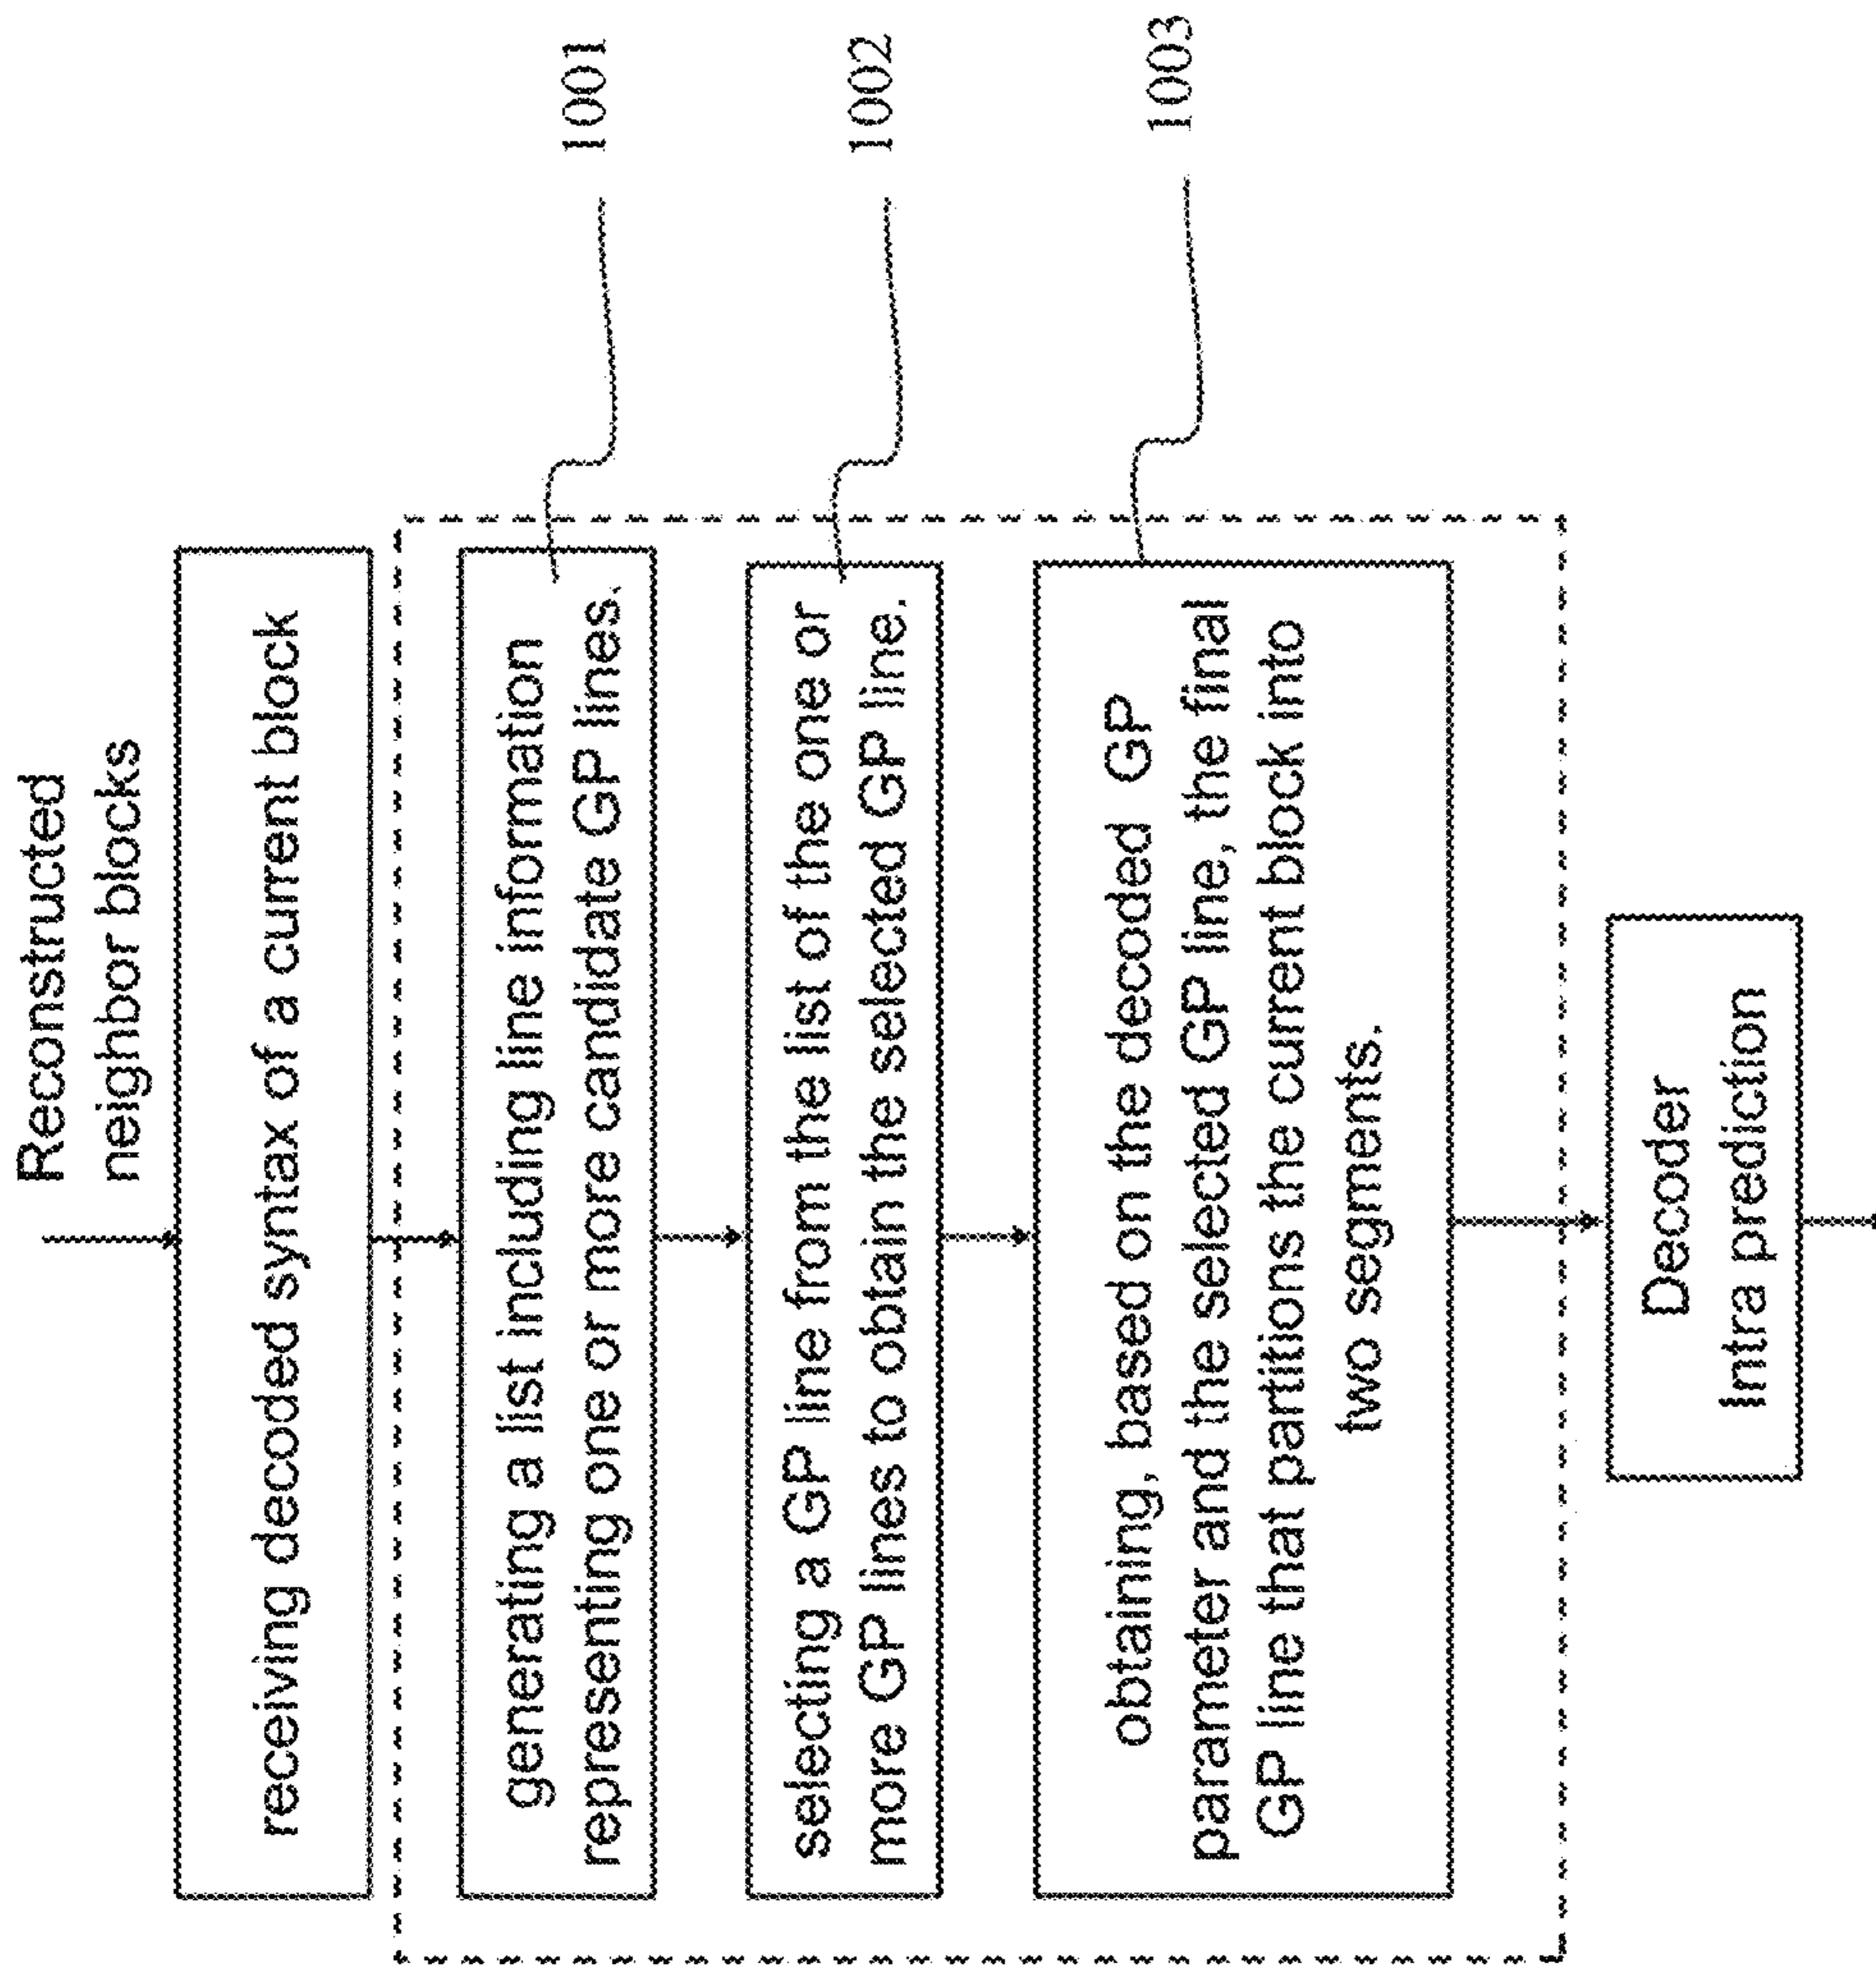 Reconstructed
neighbor blocks
receiving decoded syntax of a current block
generating a list including line information
representing one or more candidate GP lines.
1001
selecting a GP line from the list of the one or
more GP lines to obtain the selected GP line.
1002
obtaining, based on the decoded GP
parameter and the selected GP line, the final
GP line that partitions the current block into
two segments.
1003
Decoder
Intra prediction